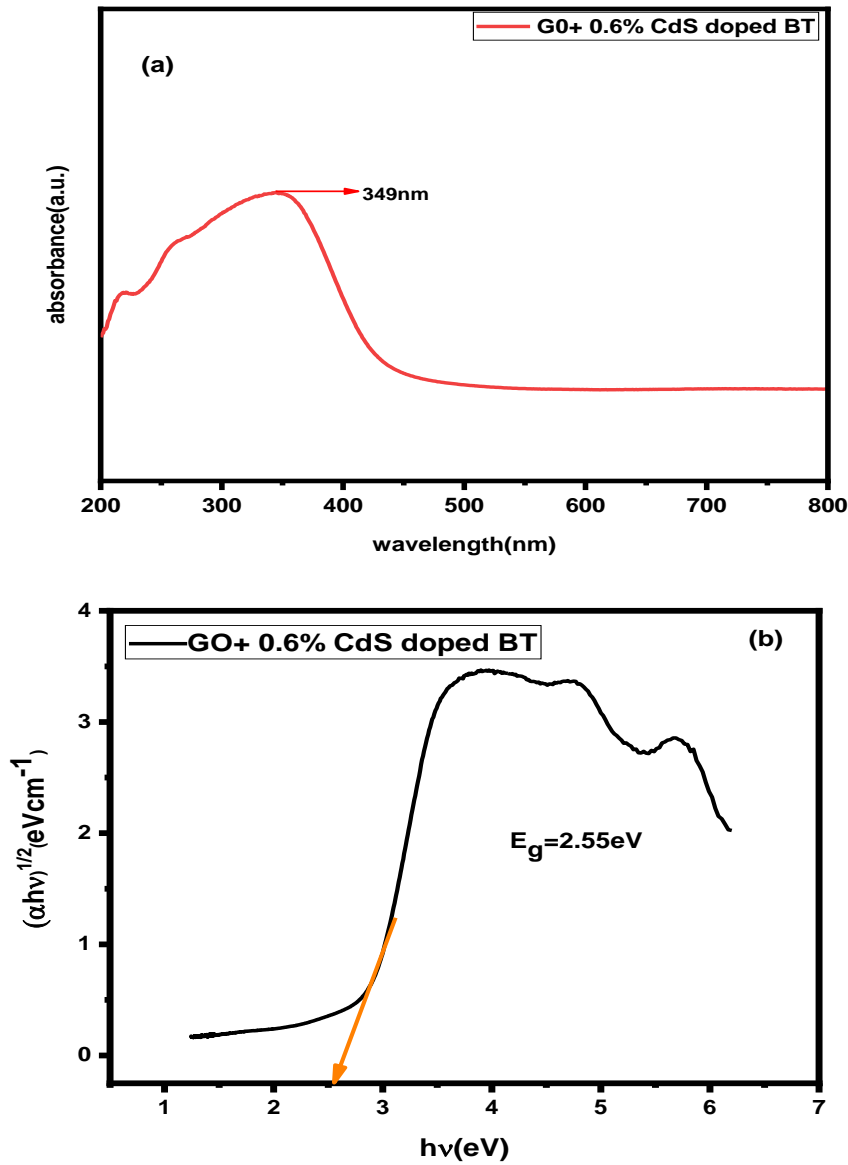 G0+ 0.6% CdS doped BT
(a)
349nm
absorbance(a.u.)
200 300 400 500 600 700 800
wavelength(nm)
4
GO+ 0.6% CdS doped BT
(b)
3
2
E_g=2.55eV
1
0
(αhν)^1/2(eVcm^-1)
1 2 3 4 5 6 7
hν(eV)